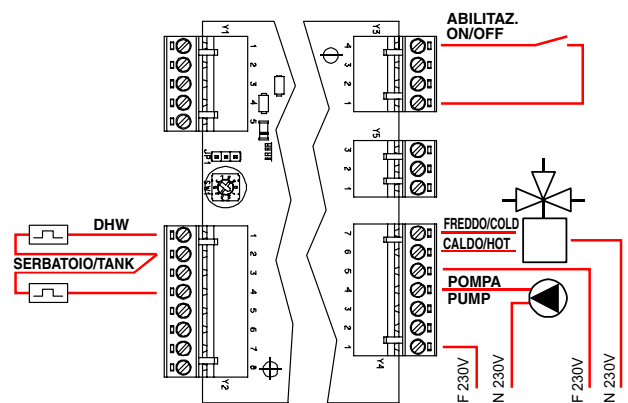 Y1
1
2
3
4
5
JP1
SW1
Y3
4
3
2
1
ABILITAZ.
ON/OFF
Y5
3
2
1
DHW
SERBATOIO/TANK
1
2
3
4
5
6
7
8
Y2
7
6
5
4
3
2
1
Y4
FREDDO/COLD
CALDO/HOT
POMPA
PUMP
F 230V
N 230V
F 230V
N 230V